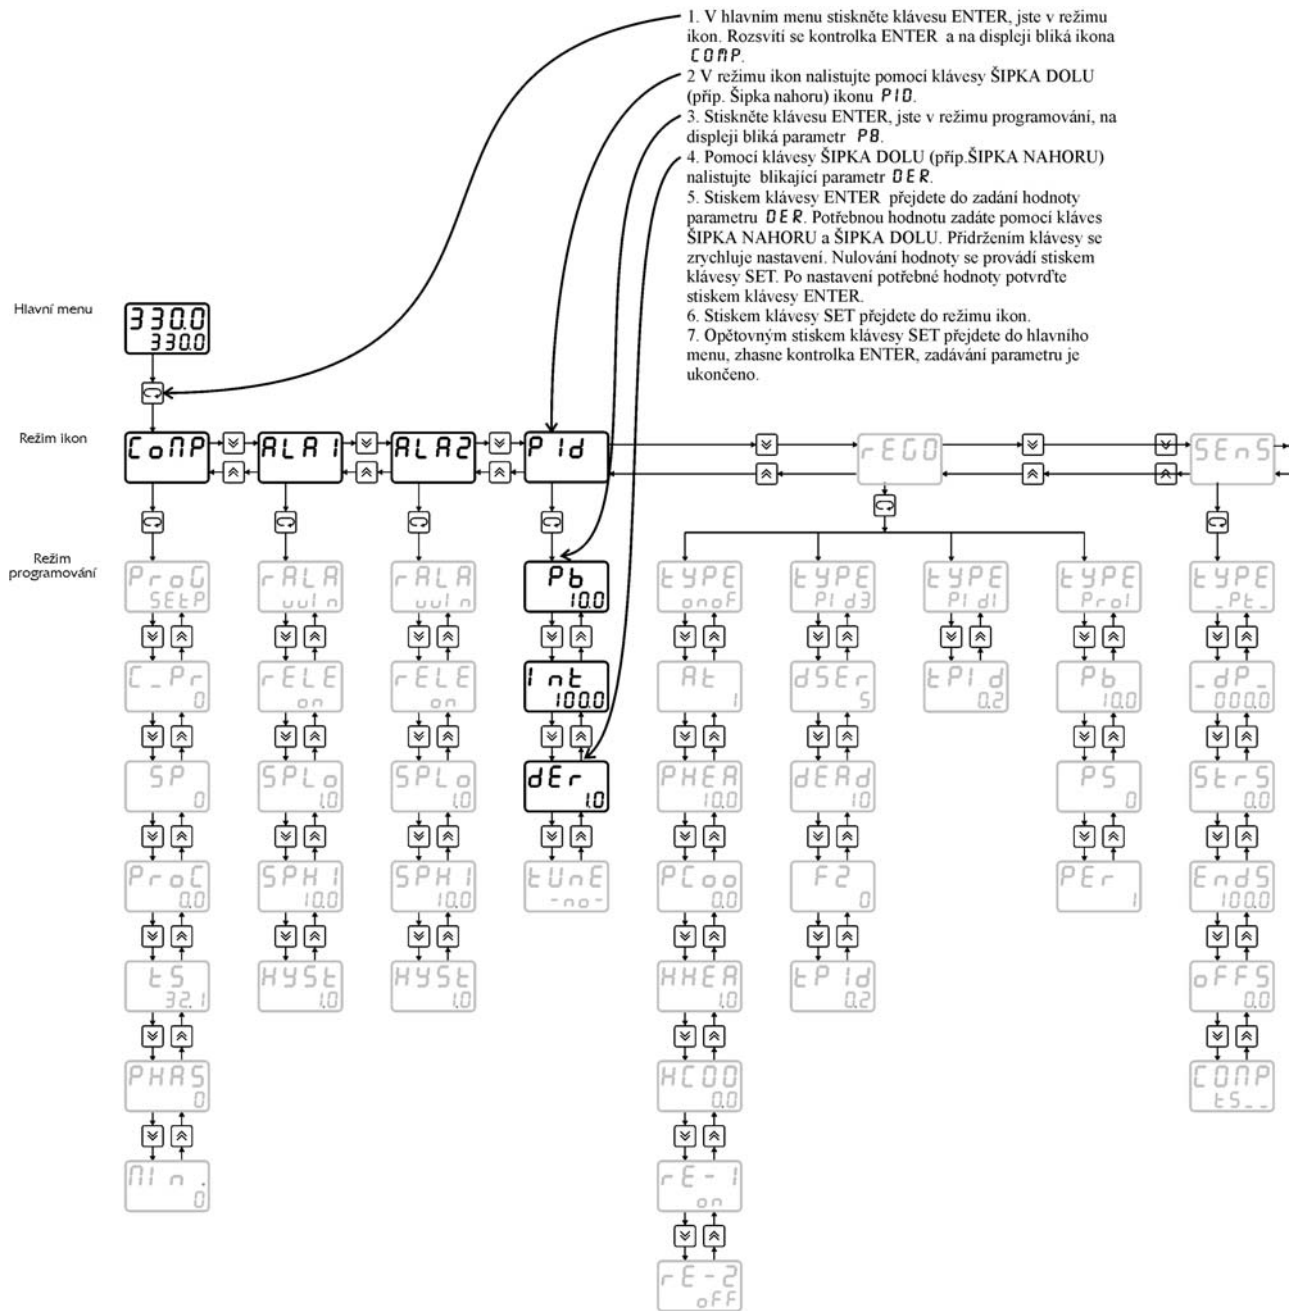 1. V hlavním menu stiskněte klávesu ENTER, jste v režimu
ikon. Rozsvítí se kontrolka ENTER a na displeji bliká ikona
COMP.
2 V režimu ikon nalistujte pomocí klávesy ŠIPKA DOLU
(příp. Šipka nahoru) ikonu PID.
3. Stiskněte klávesu ENTER, jste v režimu programování, na
displeji bliká parametr PB.
4. Pomocí klávesy ŠIPKA DOLU (příp.ŠIPKA NAHORU)
nalistujte blikající parametr DER.
5. Stiskem klávesy ENTER přejdete do zadání hodnoty
parametru DER. Potřebnou hodnotu zadáte pomocí kláves
ŠIPKA NAHORU a ŠIPKA DOLU. Přidržením klávesy se
zrychluje nastavení. Nulování hodnoty se provádí stiskem
klávesy SET. Po nastavení potřebné hodnoty potvrďte
stiskem klávesy ENTER.
6. Stiskem klávesy SET přejdete do režimu ikon.
7. Opětovným stiskem klávesy SET přejdete do hlavního
menu, zhasne kontrolka ENTER, zadávání parametru je
ukončeno.
Hlavní menu
330.0
330.0
Režim ikon
CoMP ALA1 ALA2 PId rEGO SEnS
Režim
programování
ProG
SEtP
C_Pr
0
SP
0
ProC
0.0
tS
32.1
PHAS
0
MIn.
0
rALA
uuIn
rELE
on
SPLo
1.0
SPHI
10.0
HYSt
1.0
rALA
uuIn
rELE
on
SPLo
1.0
SPHI
10.0
HYSt
1.0
Pb
10.0
Int
100.0
dEr
1.0
tUnE
-no-
tYPE
onoF
At
1
PHEA
10.0
PCoo
0.0
HHEA
1.0
HCOO
0.0
rE-1
on
rE-2
oFF
tYPE
PId3
dSEr
5
dEAd
10
F2
0
tPId
0.2
tYPE
PId1
tPId
0.2
tYPE
Pro1
Pb
10.0
PS
0
PEr
1
tYPE
_Pt_
_dP_
000.0
StrS
0.0
EndS
100.0
oFFS
0.0
COMP
tS__